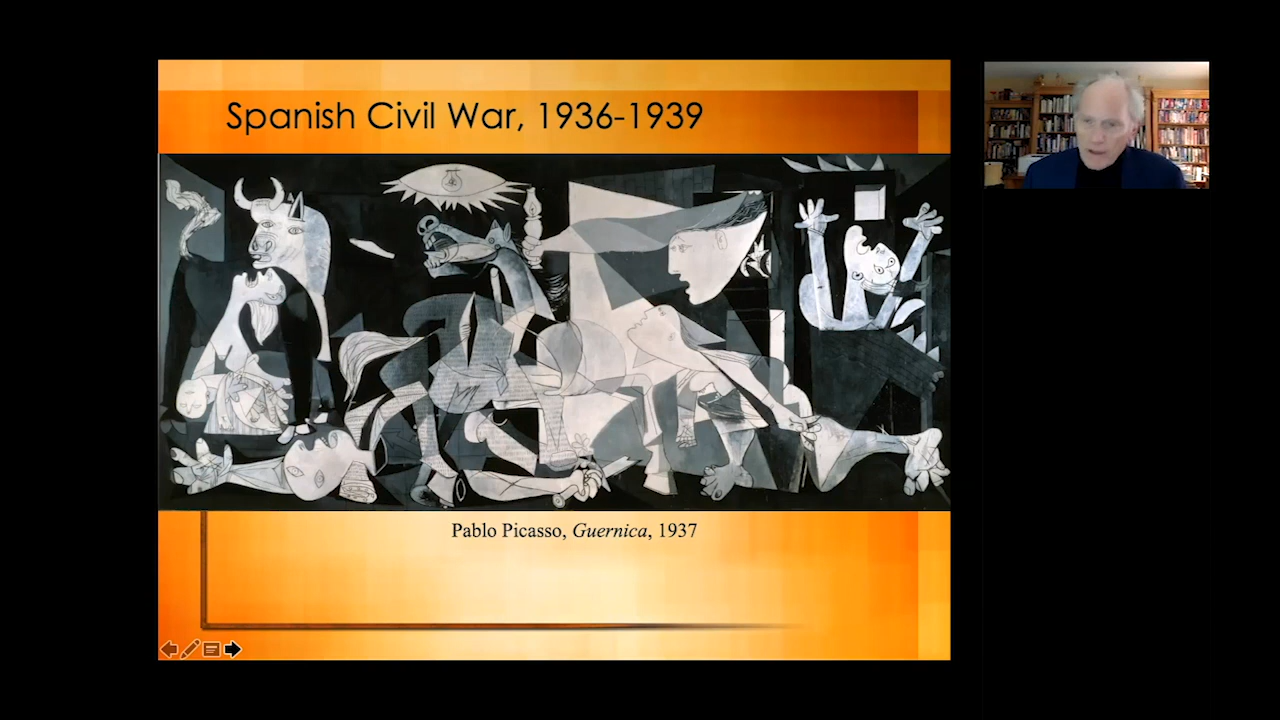 Spanish Civil War, 1936-1939
Pablo Picasso, Guernica, 1937